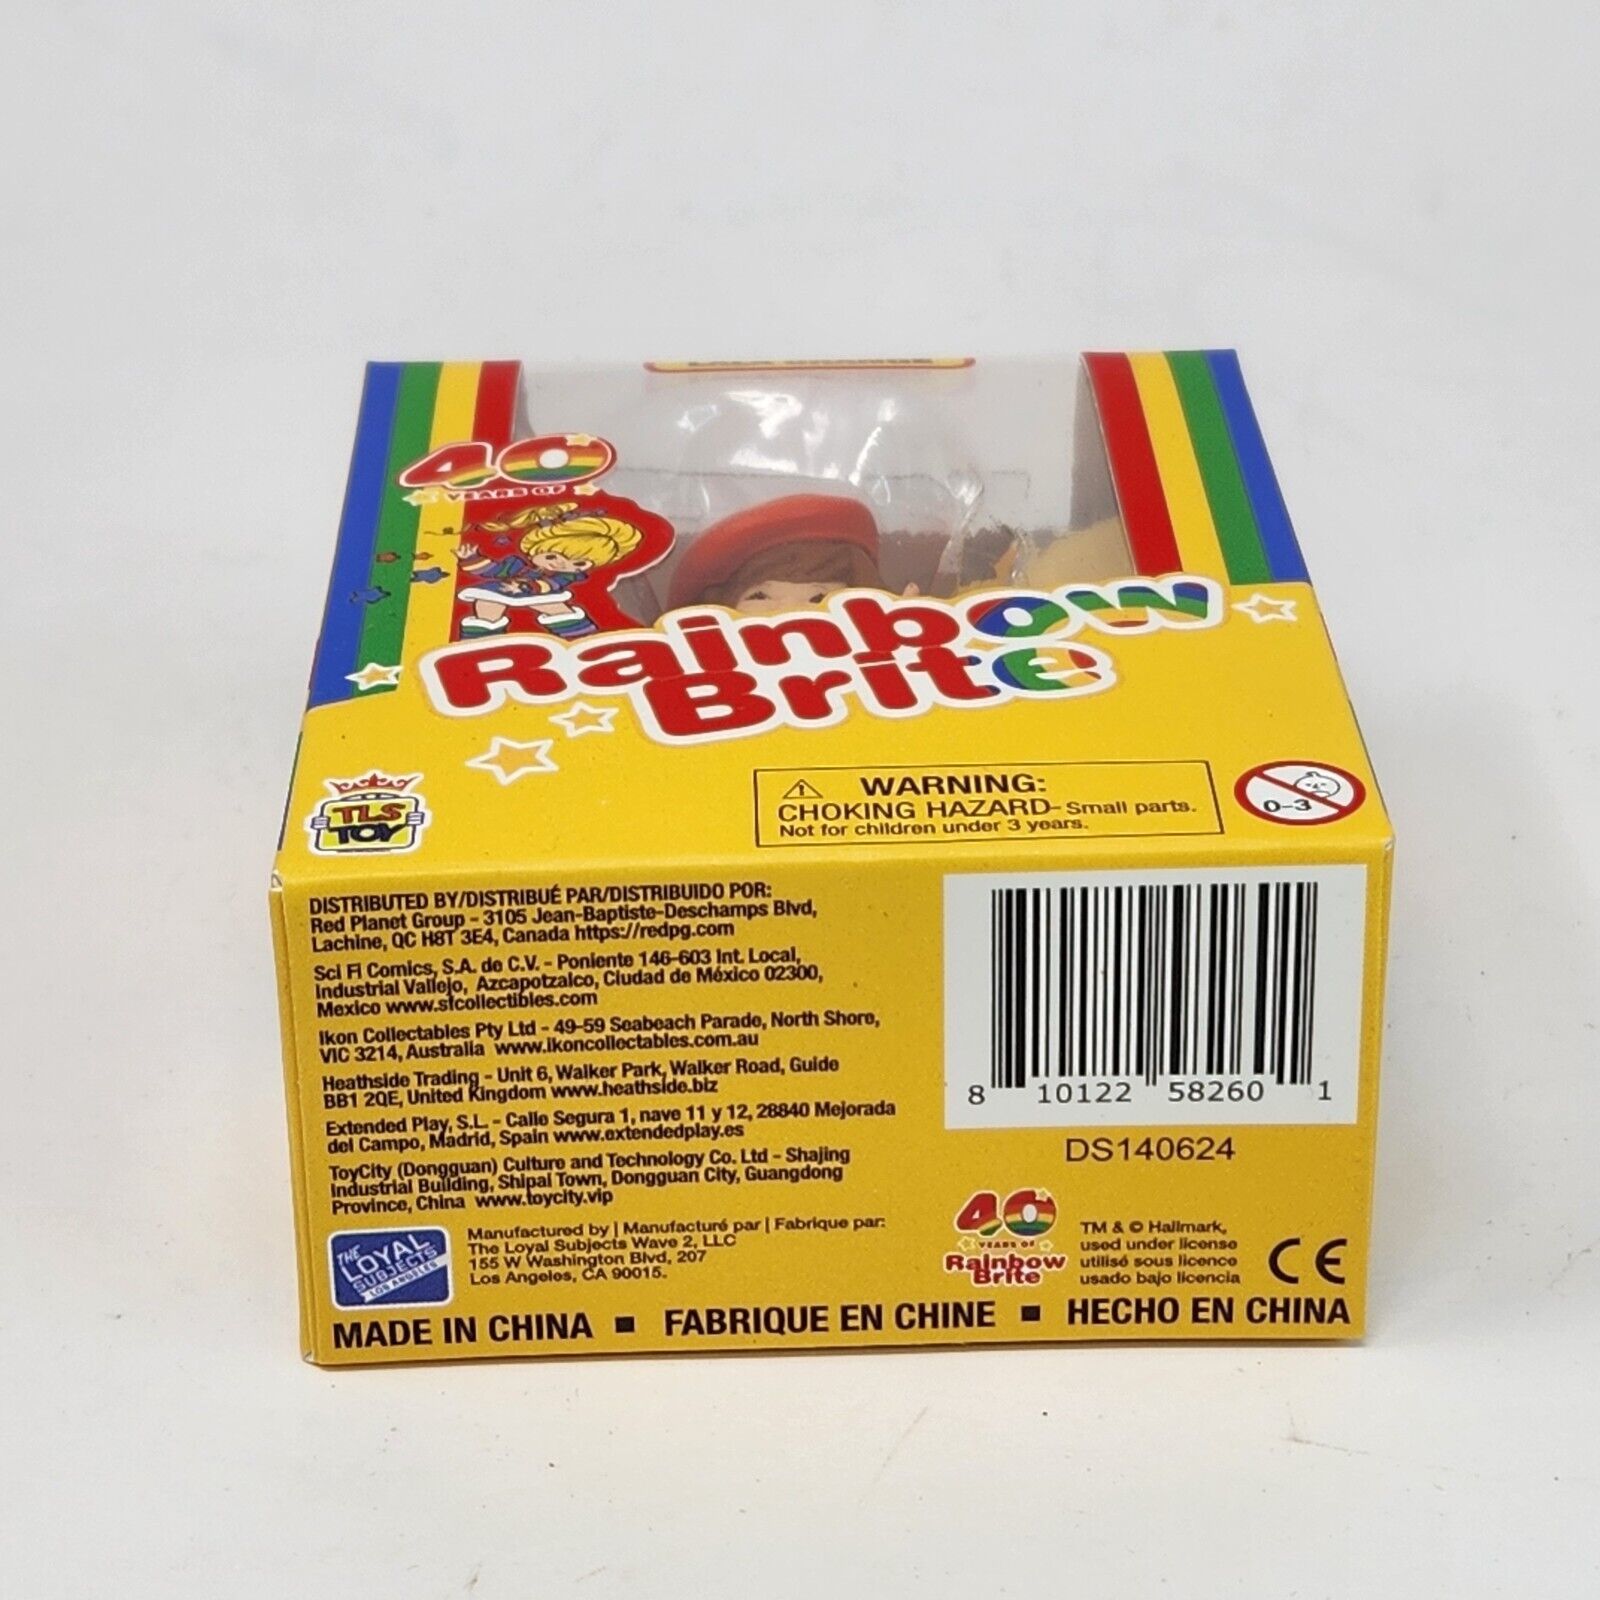 LALA ORANGE
40
YEARS OF
Rainbow
Brite
TLS
TOY
WARNING:
CHOKING HAZARD- Small parts.
Not for children under 3 years.
0-3
DISTRIBUTED BY/DISTRIBUÉ PAR/DISTRIBUIDO POR:
Red Planet Group - 3105 Jean-Baptiste-Deschamps Blvd,
Lachine, QC H8T 3E4, Canada https://redpg.com
Sci Fi Comics, S.A. de C.V. - Poniente 146-603 Int. Local,
Industrial Vallejo, Azcapotzalco, Ciudad de México 02300,
Mexico www.sfcollectibles.com
Ikon Collectables Pty Ltd - 49-59 Seabeach Parade, North Shore,
VIC 3214, Australia www.ikoncollectables.com.au
Heathside Trading - Unit 6, Walker Park, Walker Road, Guide
BB1 2QE, United Kingdom www.heathside.biz
Extended Play, S.L. - Calle Segura 1, nave 11 y 12, 28840 Mejorada
del Campo, Madrid, Spain www.extendedplay.es
ToyCity (Dongguan) Culture and Technology Co. Ltd - Shajing
Industrial Building, Shipai Town, Dongguan City, Guangdong
Province, China www.toycity.vip
THE
LOYAL
SUBJECTS
LOS ANGELES
Manufactured by | Manufacturé par | Fabrique par:
The Loyal Subjects Wave 2, LLC
155 W Washington Blvd, 207
Los Angeles, CA 90015.
8 10122 58260 1
DS140624
40
YEARS OF
Rainbow
Brite
TM & © Hallmark,
used under license
utilisé sous licence
usado bajo licencia
CE
MADE IN CHINA ■ FABRIQUE EN CHINE ■ HECHO EN CHINA